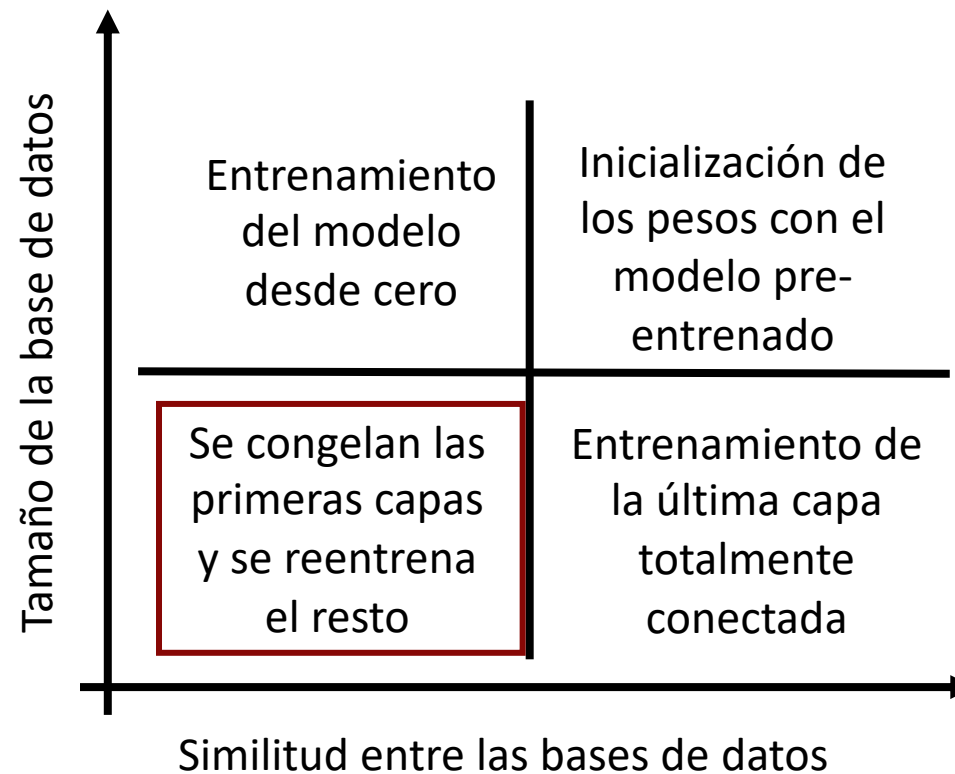 Tamaño de la base de datos
Entrenamiento
del modelo
desde cero
Inicialización de
los pesos con el
modelo pre-
entrenado
Se congelan las
primeras capas
y se reentrena
el resto
Entrenamiento de
la última capa
totalmente
conectada
Similitud entre las bases de datos